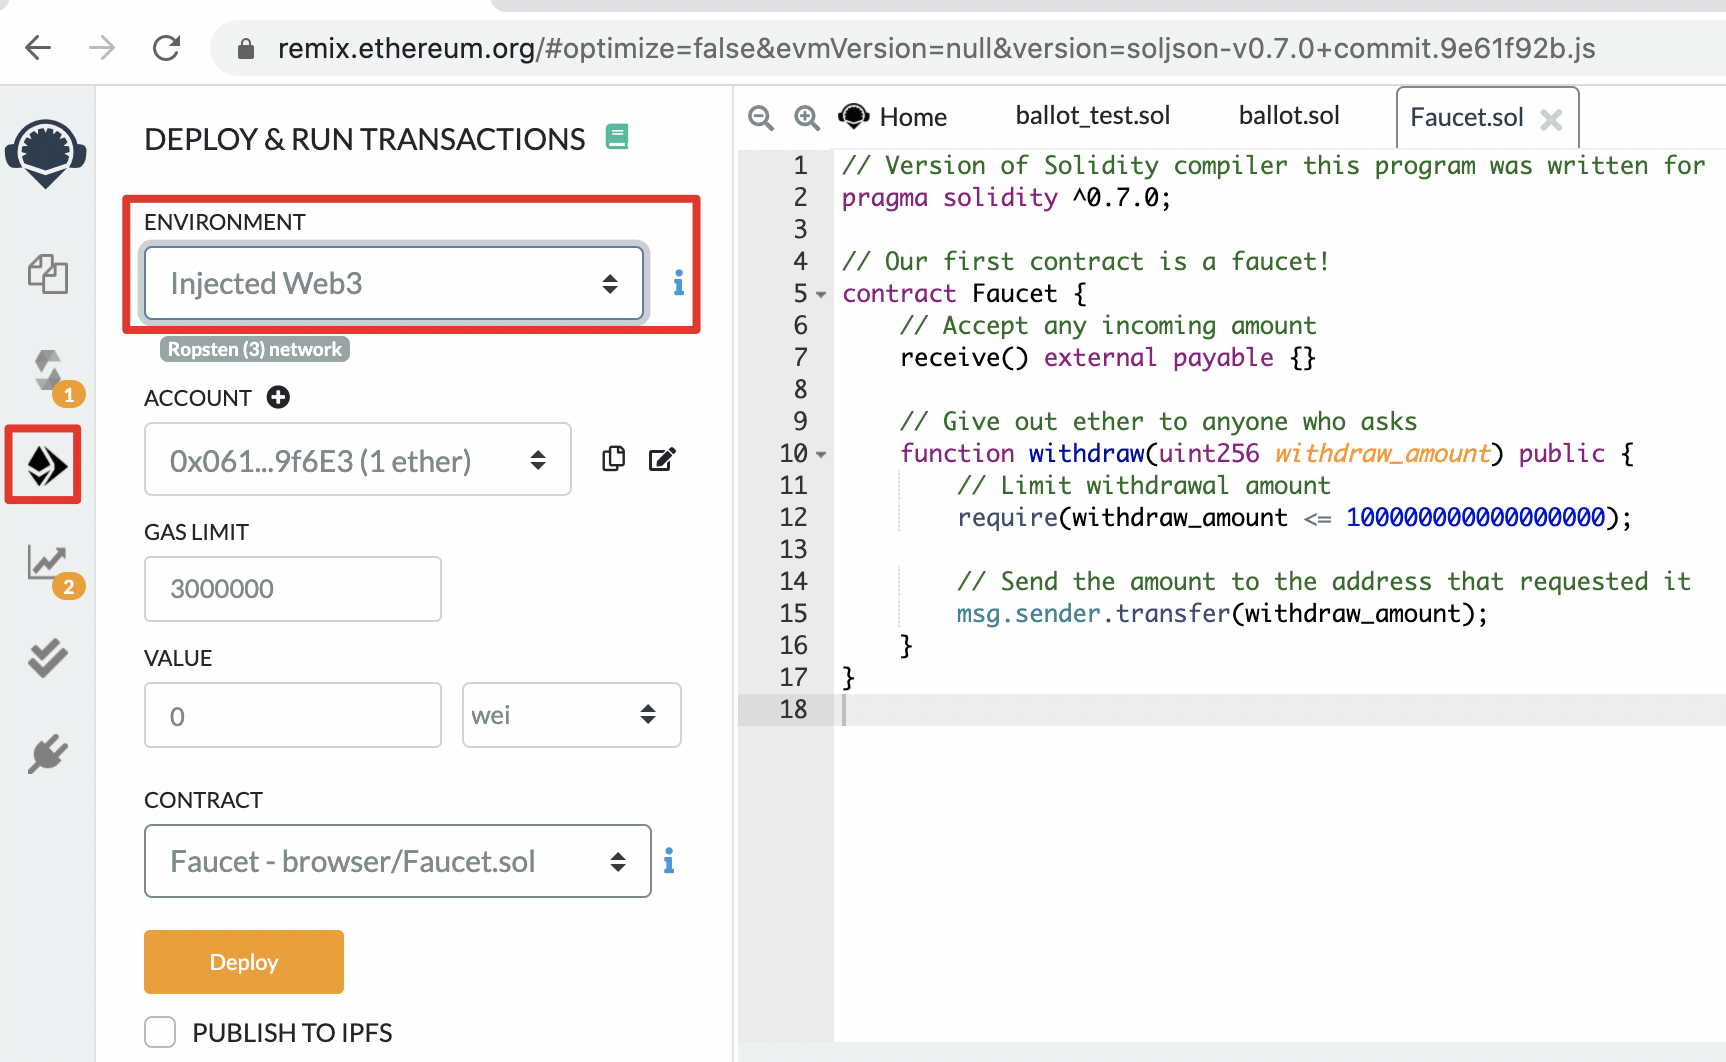 remix.ethereum.org/#optimize=false&evmVersion=null&version=soljson-v0.7.0+commit.9e61f92b.js
DEPLOY & RUN TRANSACTIONS
ENVIRONMENT
Injected Web3
i
Ropsten (3) network
ACCOUNT
0x061...9f6E3 (1 ether)
GAS LIMIT
3000000
VALUE
0
wei
CONTRACT
Faucet - browser/Faucet.sol
i
Deploy
PUBLISH TO IPFS
1
2
Home
ballot_test.sol
ballot.sol
Faucet.sol
1 // Version of Solidity compiler this program was written for
2 pragma solidity ^0.7.0;
3
4 // Our first contract is a faucet!
5 contract Faucet {
6 // Accept any incoming amount
7 receive() external payable {}
8
9 // Give out ether to anyone who asks
10 function withdraw(uint256 withdraw_amount) public {
11 // Limit withdrawal amount
12 require(withdraw_amount <= 100000000000000000);
13
14 // Send the amount to the address that requested it
15 msg.sender.transfer(withdraw_amount);
16 }
17 }
18